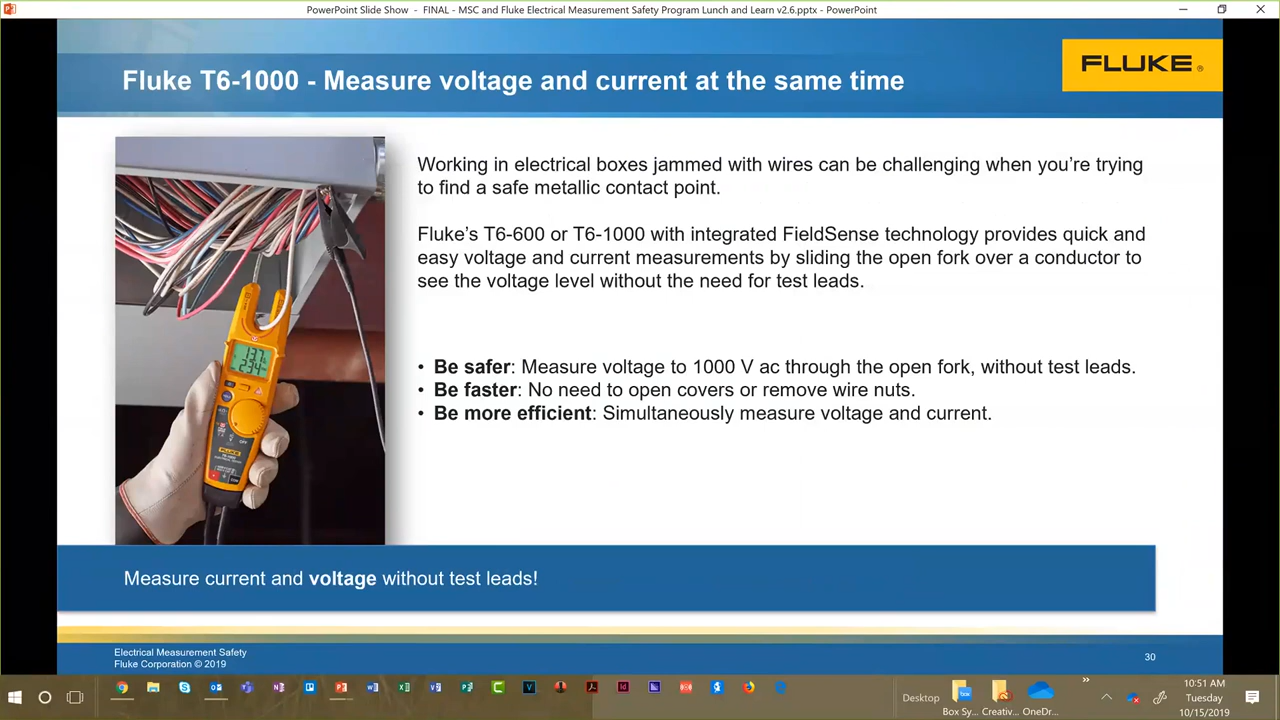 PowerPoint Slide Show - FINAL - MSC and Fluke Electrical Measurement Safety Program Lunch and Learn v2.6.pptx - PowerPoint
Fluke T6-1000 - Measure voltage and current at the same time
FLUKE®
Working in electrical boxes jammed with wires can be challenging when you’re trying
to find a safe metallic contact point.
Fluke’s T6-600 or T6-1000 with integrated FieldSense technology provides quick and
easy voltage and current measurements by sliding the open fork over a conductor to
see the voltage level without the need for test leads.
• Be safer: Measure voltage to 1000 V ac through the open fork, without test leads.
• Be faster: No need to open covers or remove wire nuts.
• Be more efficient: Simultaneously measure voltage and current.
OFF
FLUKE
COM
Measure current and voltage without test leads!
Electrical Measurement Safety
Fluke Corporation © 2019
30
Desktop
Box Sy...
Creativ...
OneDr...
10:51 AM
Tuesday
10/15/2019